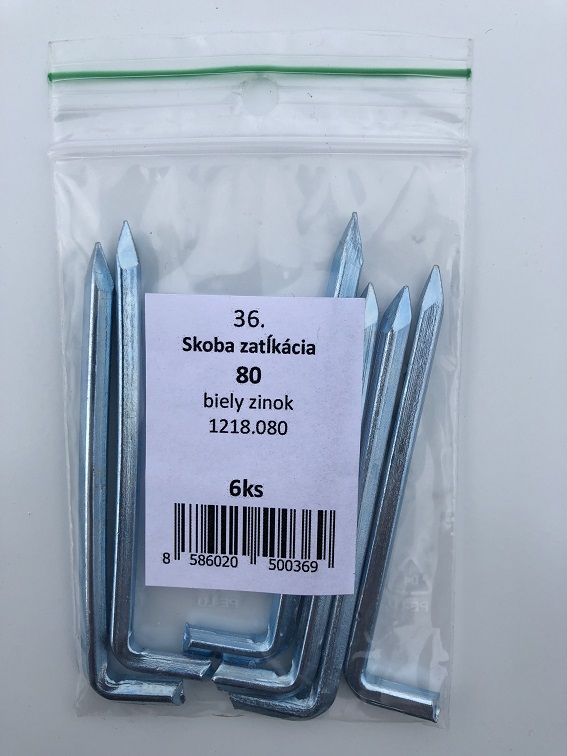 36.
Skoba zatĺkácia
80
biely zinok
1218.080
6ks
8 586020 500369